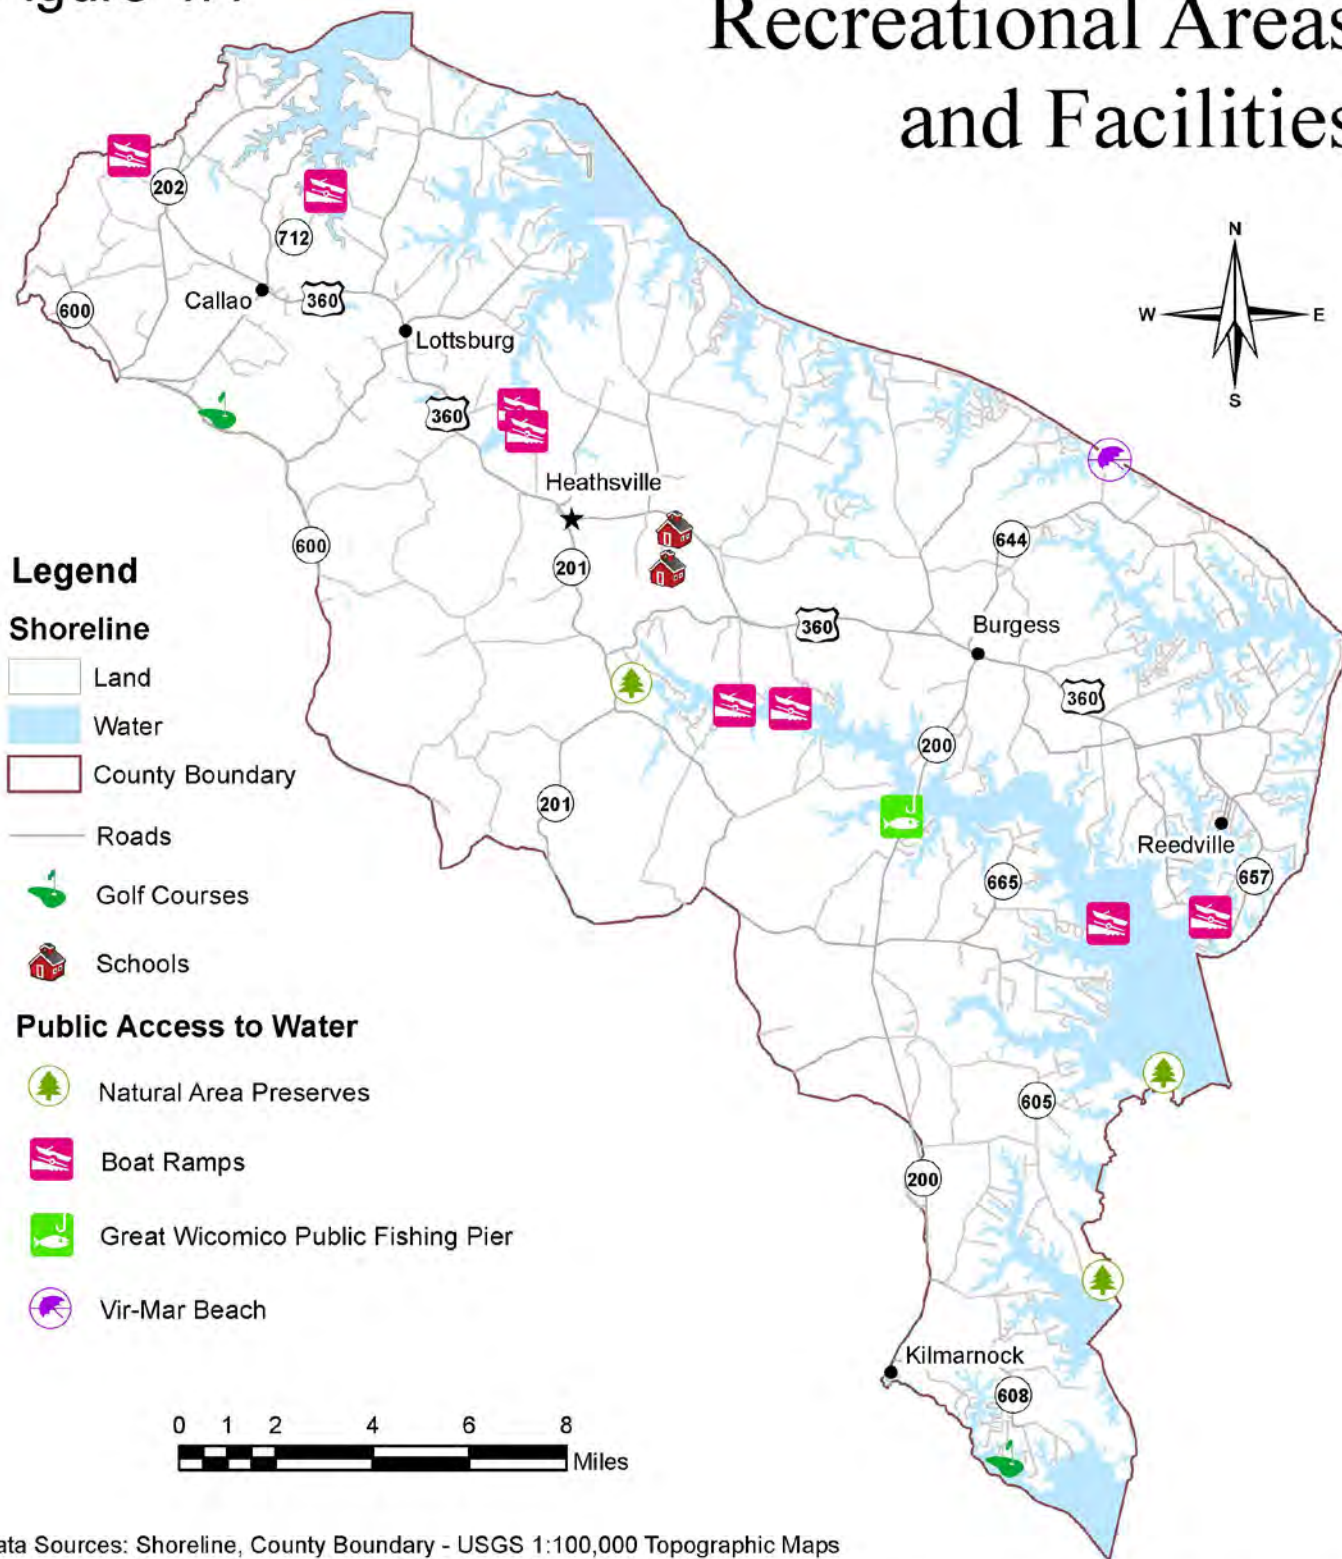 Recreational Areas
and Facilities
N
W E
S
202
712
Callao
360
600
Lottsburg
360
Heathsville
644
600
201
360
Burgess
360
200
201
Reedville
665
657
605
200
Kilmarnock
608
Legend
Shoreline
Land
Water
County Boundary
Roads
Golf Courses
Schools
Public Access to Water
Natural Area Preserves
Boat Ramps
Great Wicomico Public Fishing Pier
Vir-Mar Beach
0 1 2 4 6 8
Miles
ata Sources: Shoreline, County Boundary - USGS 1:100,000 Topographic Maps